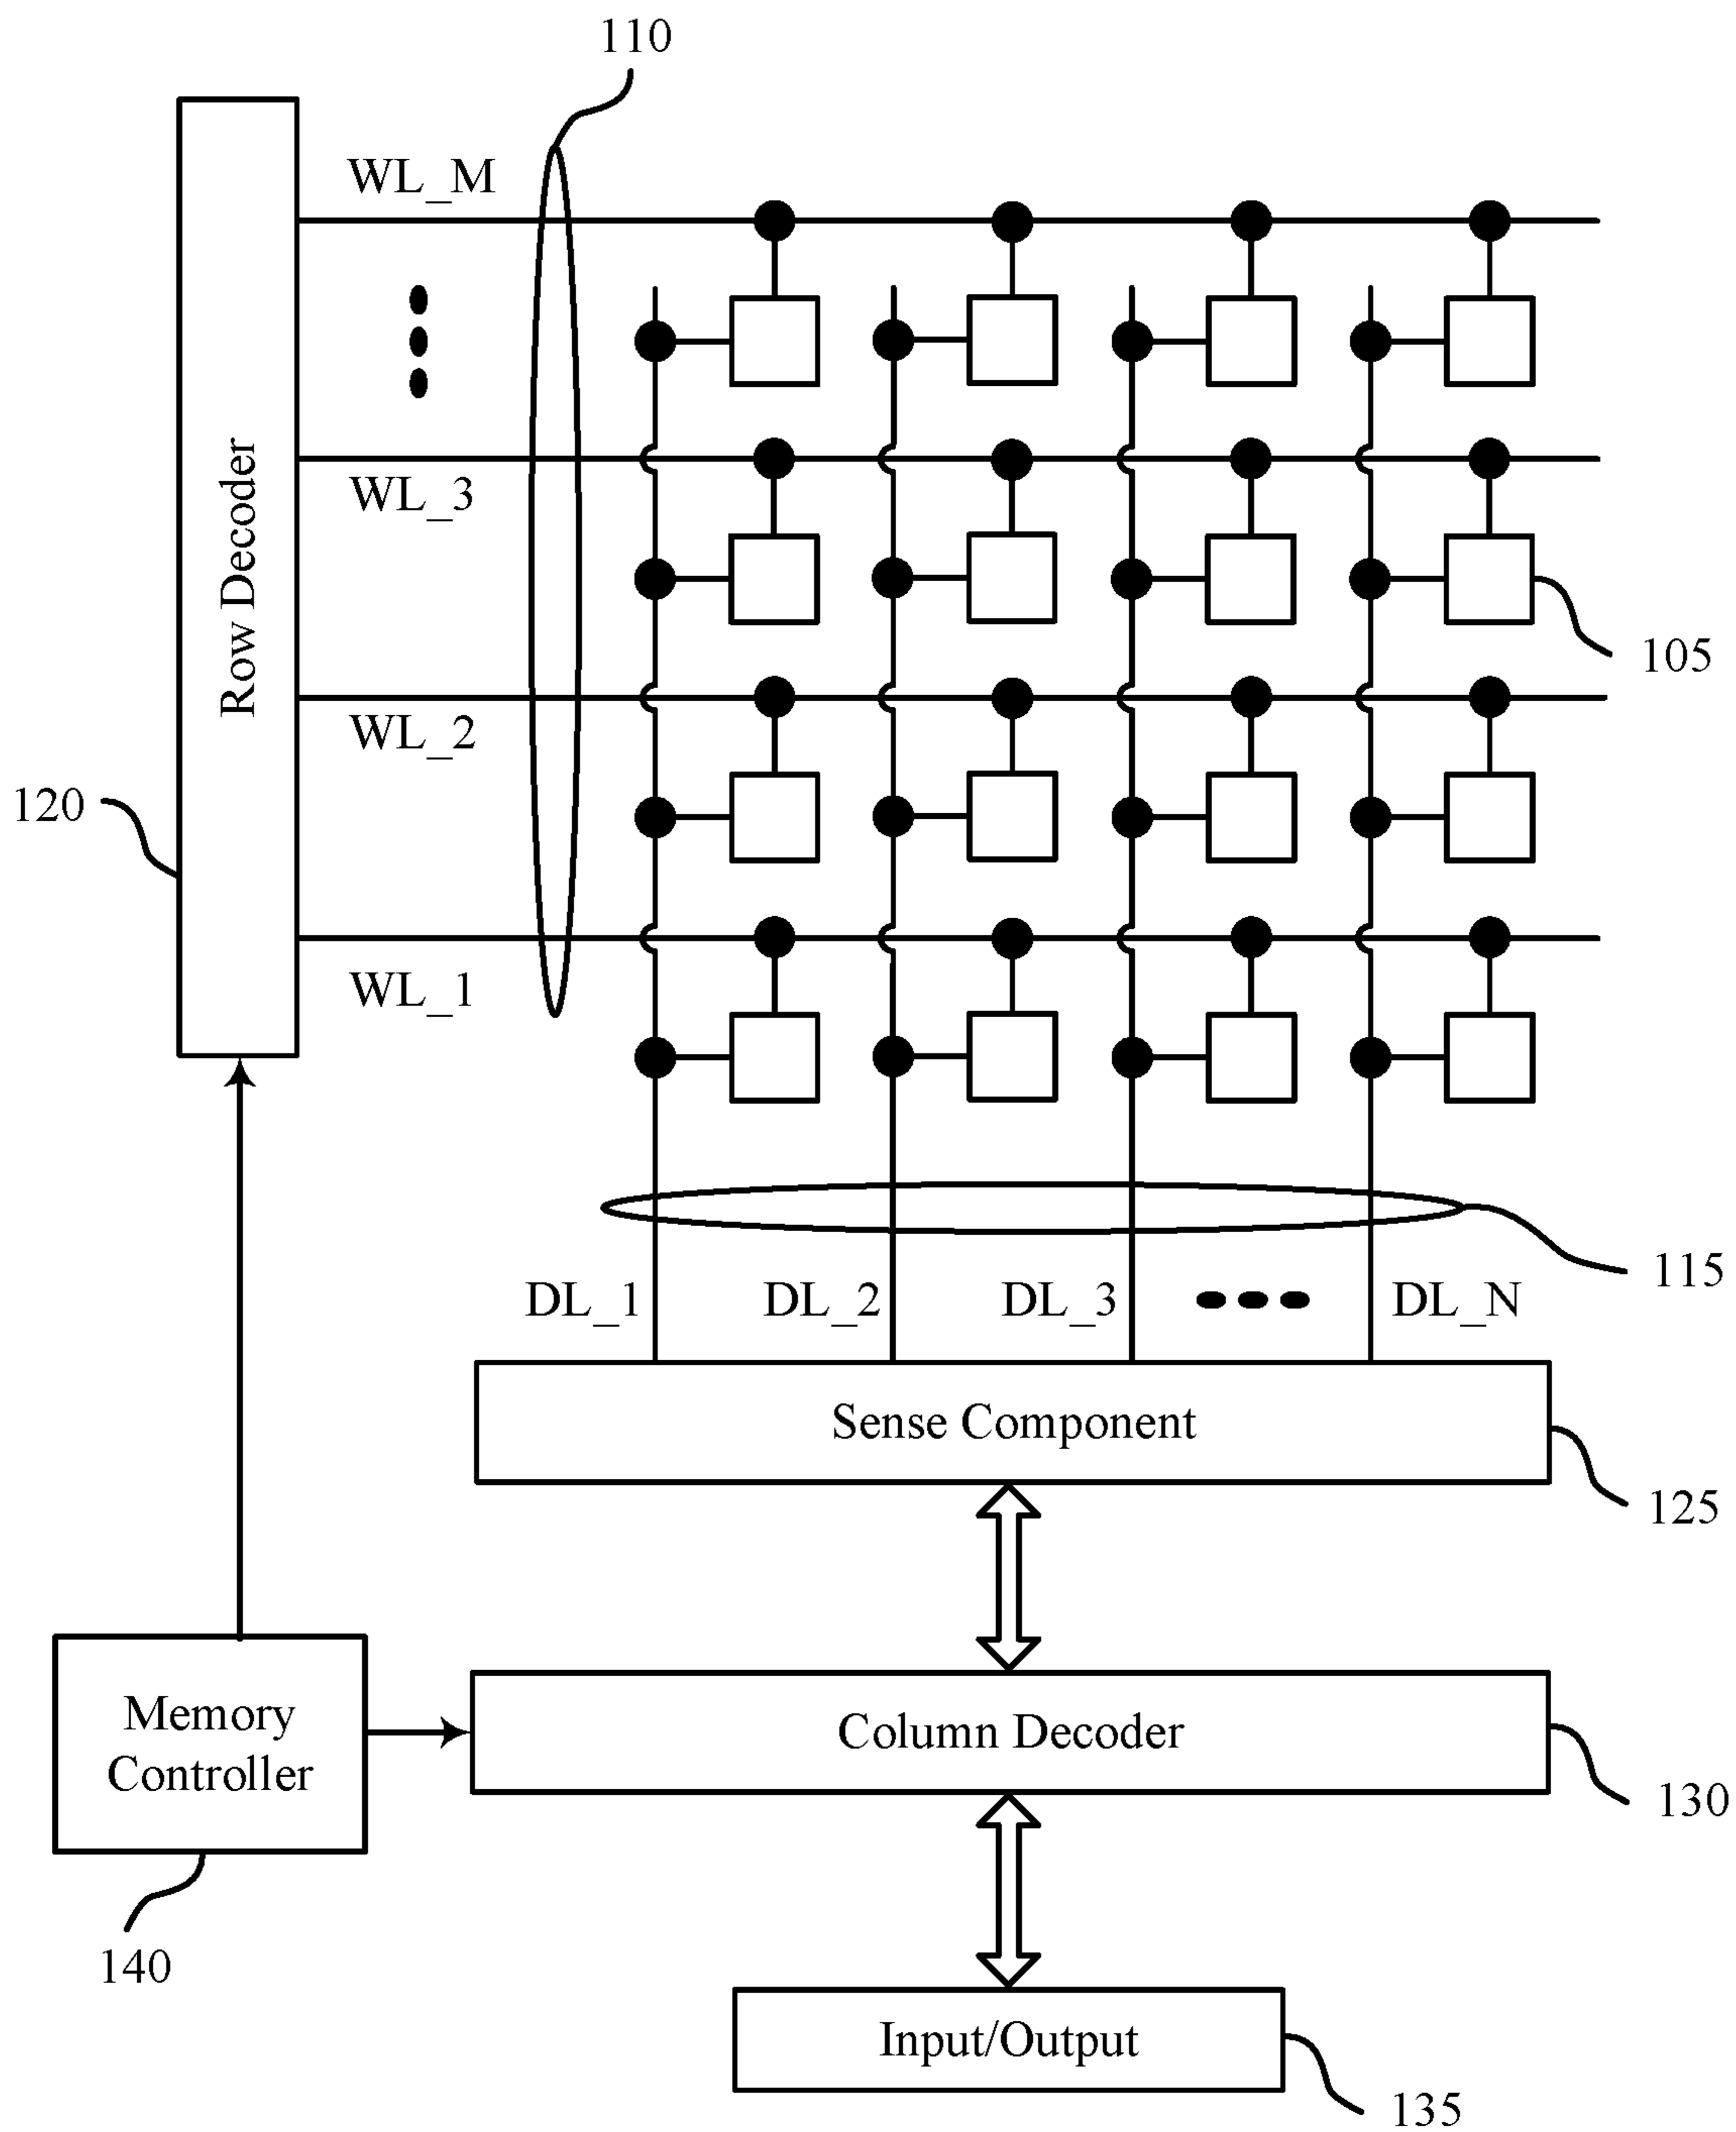 110
WL_M
WL_3
Row Decoder
105
WL_2
120
WL_1
115
DL_1
DL_2
DL_3
DL_N
Sense Component
125
Memory
Controller
Column Decoder
130
140
Input/Output
135